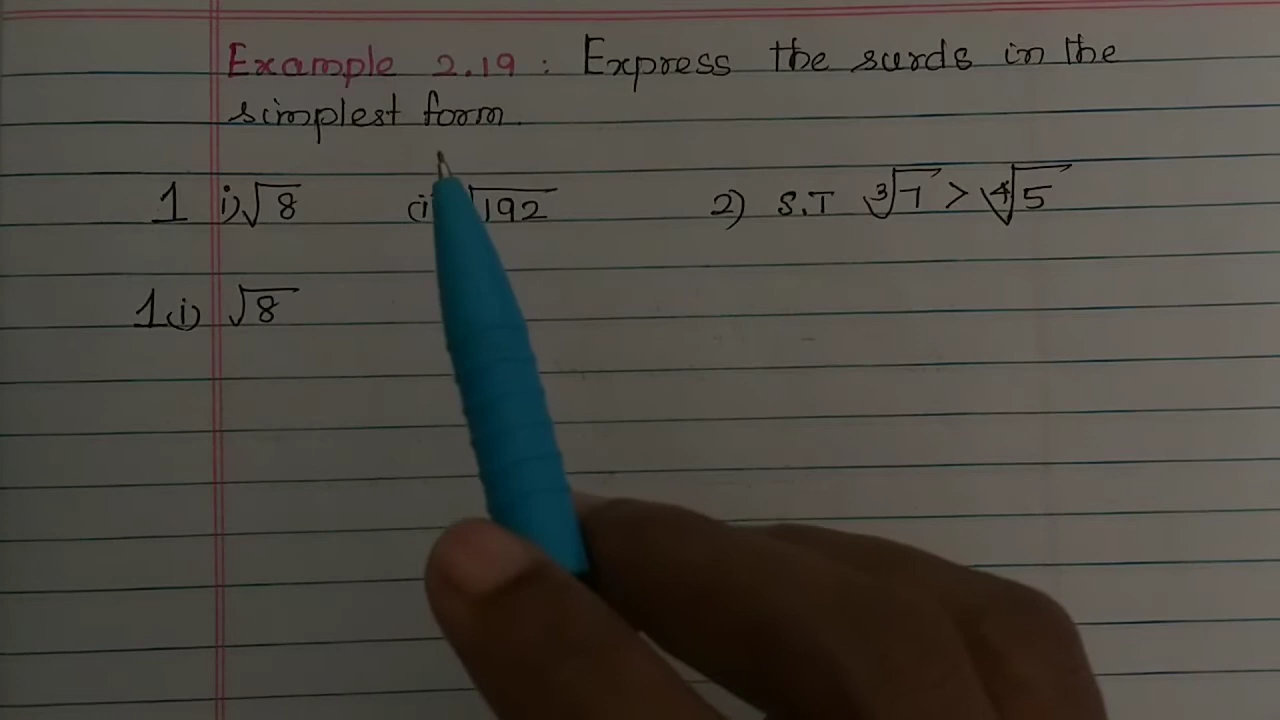 Example 2.19 : Express the surds in the
simplest form.
1 i) √8 (i √192 2) S.T ∛7 > ∜5
1(i) √8